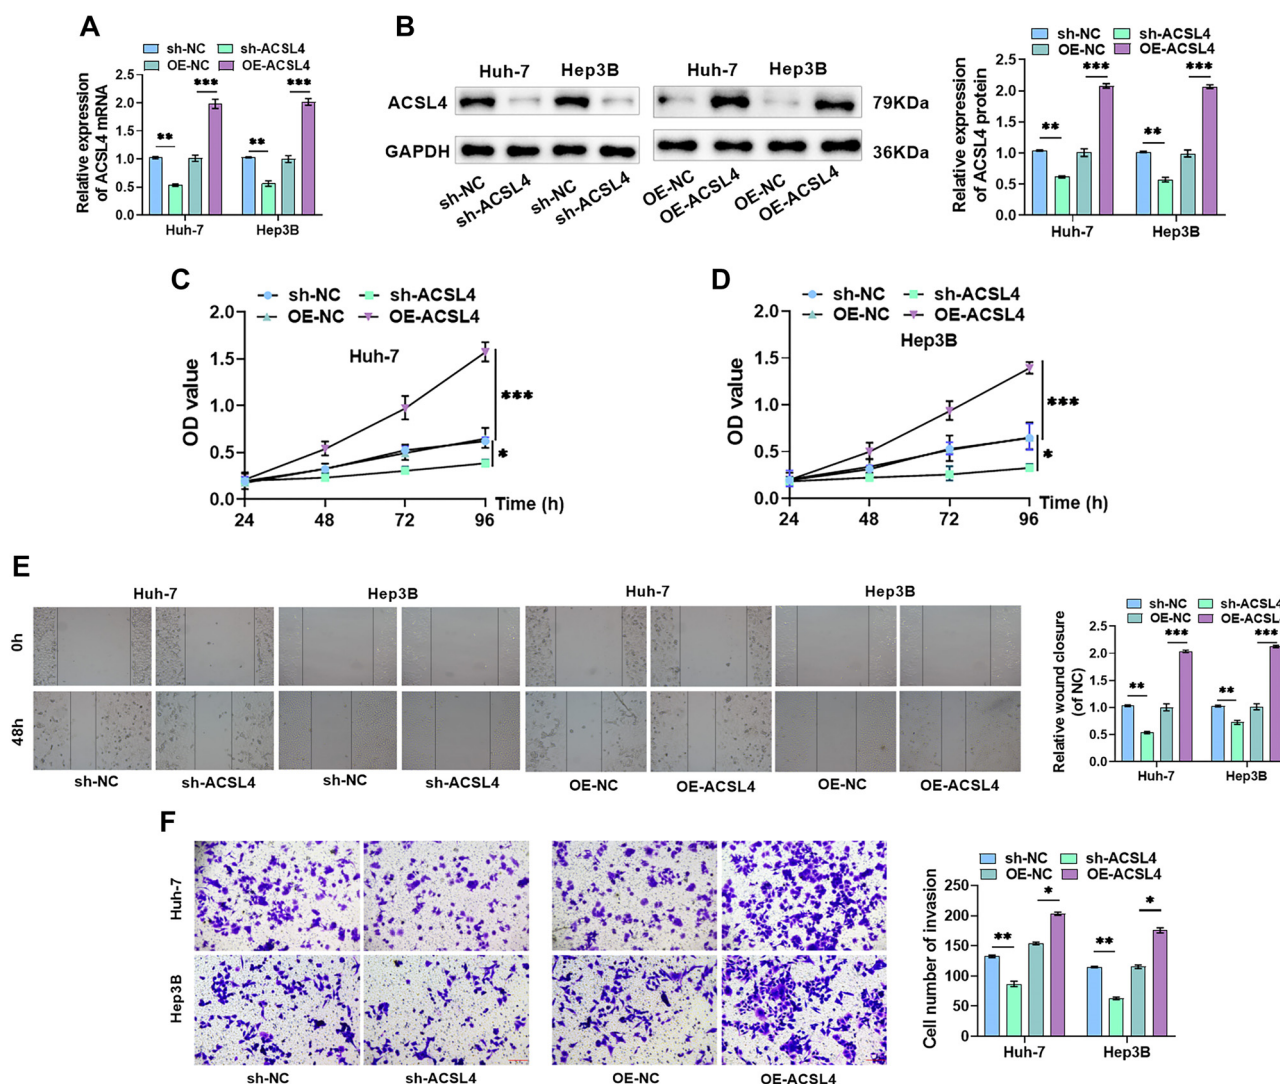 A
sh-NC sh-ACSL4
OE-NC OE-ACSL4
Relative expression
of ACSL4 mRNA
2.5
2.0
1.5
1.0
0.5
0.0
** *** ** ***
Huh-7 Hep3B
B
Huh-7 Hep3B Huh-7 Hep3B
ACSL4 79KDa
GAPDH 36KDa
sh-NC sh-ACSL4 sh-NC sh-ACSL4 OE-NC OE-ACSL4 OE-NC OE-ACSL4
sh-NC sh-ACSL4
OE-NC OE-ACSL4
Relative expression
of ACSL4 protein
2.5
2.0
1.5
1.0
0.5
0.0
** *** ** ***
Huh-7 Hep3B
C
sh-NC sh-ACSL4
OE-NC OE-ACSL4
Huh-7
OD value
2.0
1.5
1.0
0.5
0.0
***
*
24 48 72 96
Time (h)
D
sh-NC sh-ACSL4
OE-NC OE-ACSL4
Hep3B
OD value
2.0
1.5
1.0
0.5
0.0
***
*
24 48 72 96
Time (h)
E
Huh-7 Hep3B Huh-7 Hep3B
0h
48h
sh-NC sh-ACSL4 sh-NC sh-ACSL4 OE-NC OE-ACSL4 OE-NC OE-ACSL4
sh-NC sh-ACSL4
OE-NC OE-ACSL4
Relative wound closure
(of NC)
2.5
2.0
1.5
1.0
0.5
0.0
** *** ** ***
Huh-7 Hep3B
F
Huh-7
Hep3B
sh-NC sh-ACSL4 OE-NC OE-ACSL4
sh-NC sh-ACSL4
OE-NC OE-ACSL4
Cell number of invasion
250
200
150
100
50
0
** * ** *
Huh-7 Hep3B